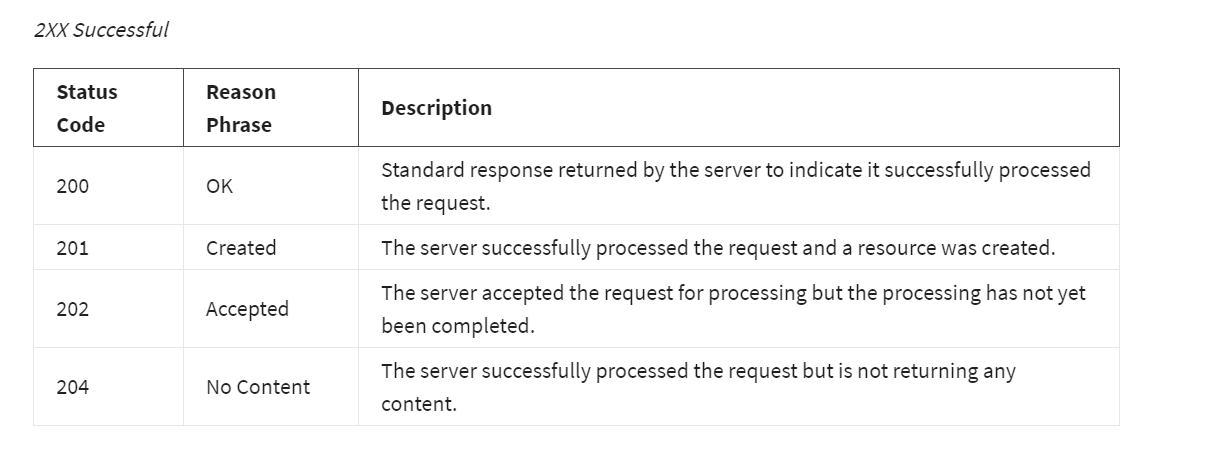 2XX Successful
Status
Code
Reason
Phrase
Description
200
OK
Standard response returned by the server to indicate it successfully processed
the request.
201
Created
The server successfully processed the request and a resource was created.
202
Accepted
The server accepted the request for processing but the processing has not yet
been completed.
204
No Content
The server successfully processed the request but is not returning any
content.